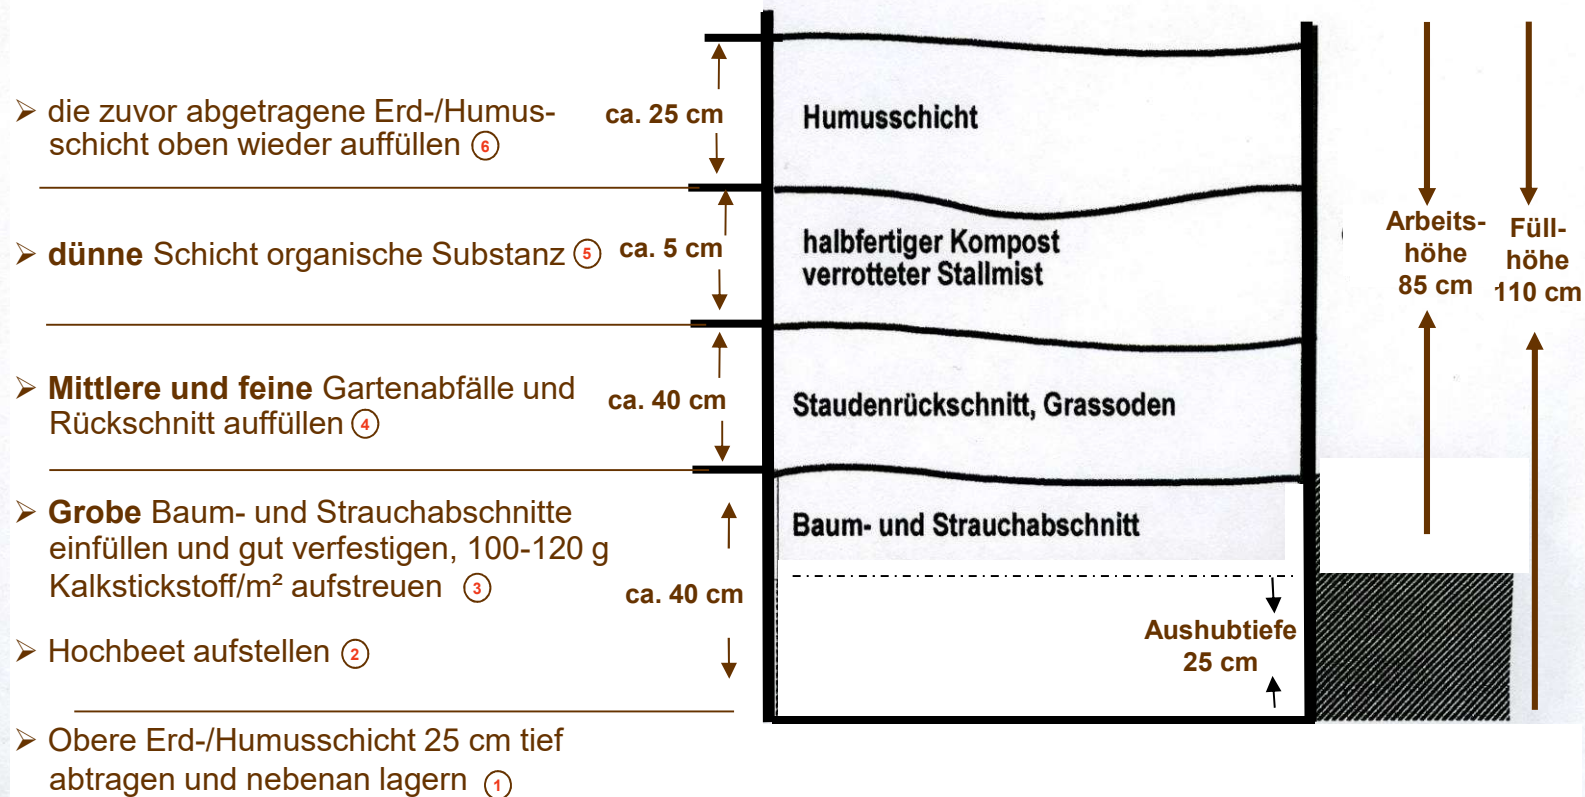 ➢ die zuvor abgetragene Erd-/Humus-
schicht oben wieder auffüllen 6
ca. 25 cm
Humusschicht
➢ dünne Schicht organische Substanz 5
ca. 5 cm
halbfertiger Kompost
verrotteter Stallmist
➢ Mittlere und feine Gartenabfälle und
Rückschnitt auffüllen 4
ca. 40 cm
Staudenrückschnitt, Grassoden
➢ Grobe Baum- und Strauchabschnitte
einfüllen und gut verfestigen, 100-120 g
Kalkstickstoff/m² aufstreuen 3
ca. 40 cm
Baum- und Strauchabschnitt
➢ Hochbeet aufstellen 2
Aushubtiefe
25 cm
➢ Obere Erd-/Humusschicht 25 cm tief
abtragen und nebenan lagern 1
Arbeits-
höhe
85 cm
Füll-
höhe
110 cm